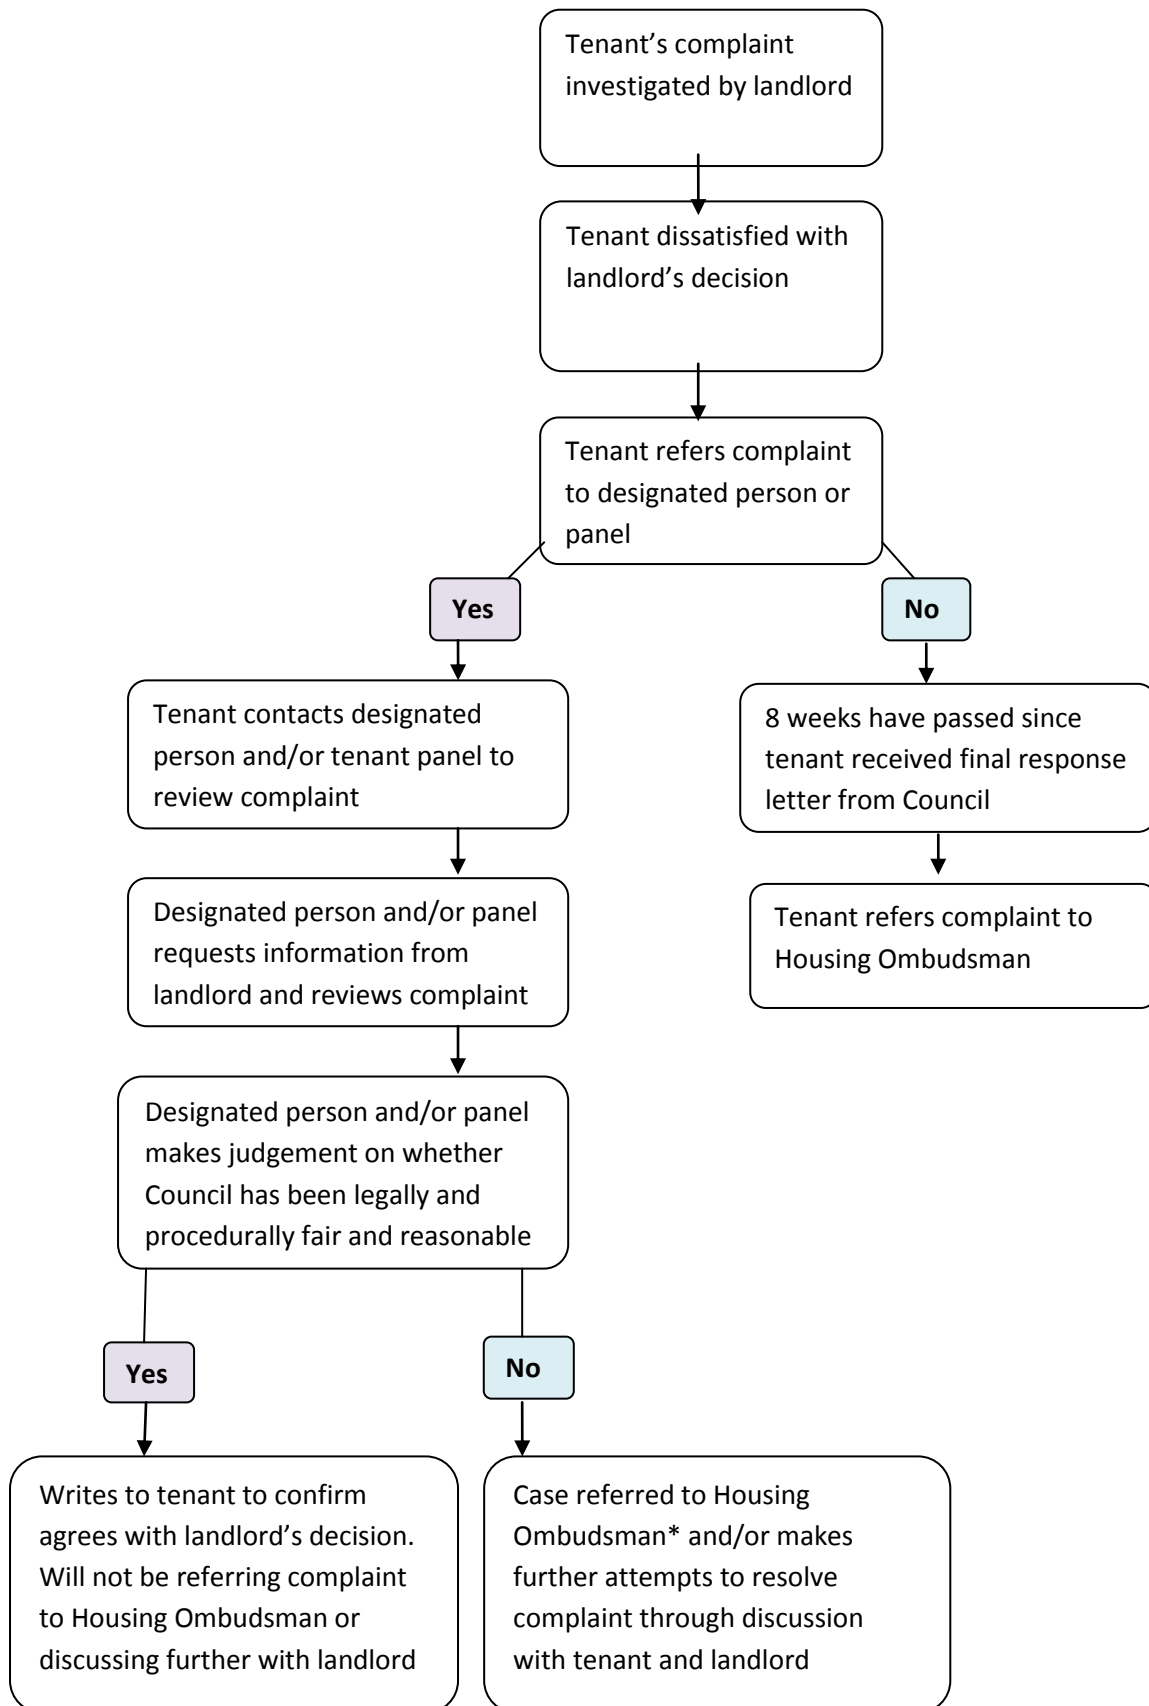 Tenant’s complaint
investigated by landlord
Tenant dissatisfied with
landlord’s decision
Tenant refers complaint
to designated person or
panel
Yes
No
Tenant contacts designated
person and/or tenant panel to
review complaint
8 weeks have passed since
tenant received final response
letter from Council
Designated person and/or panel
requests information from
landlord and reviews complaint
Tenant refers complaint to
Housing Ombudsman
Designated person and/or panel
makes judgement on whether
Council has been legally and
procedurally fair and reasonable
Yes
No
Writes to tenant to confirm
agrees with landlord’s decision.
Will not be referring complaint
to Housing Ombudsman or
discussing further with landlord
Case referred to Housing
Ombudsman* and/or makes
further attempts to resolve
complaint through discussion
with tenant and landlord